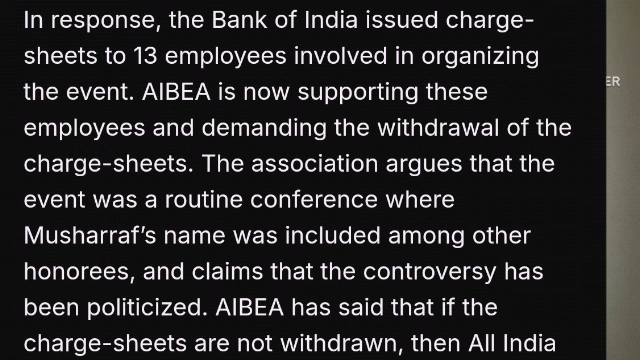 In response, the Bank of India issued charge-
sheets to 13 employees involved in organizing
the event. AIBEA is now supporting these
employees and demanding the withdrawal of the
charge-sheets. The association argues that the
event was a routine conference where
Musharraf’s name was included among other
honorees, and claims that the controversy has
been politicized. AIBEA has said that if the
charge-sheets are not withdrawn, then All India
ER